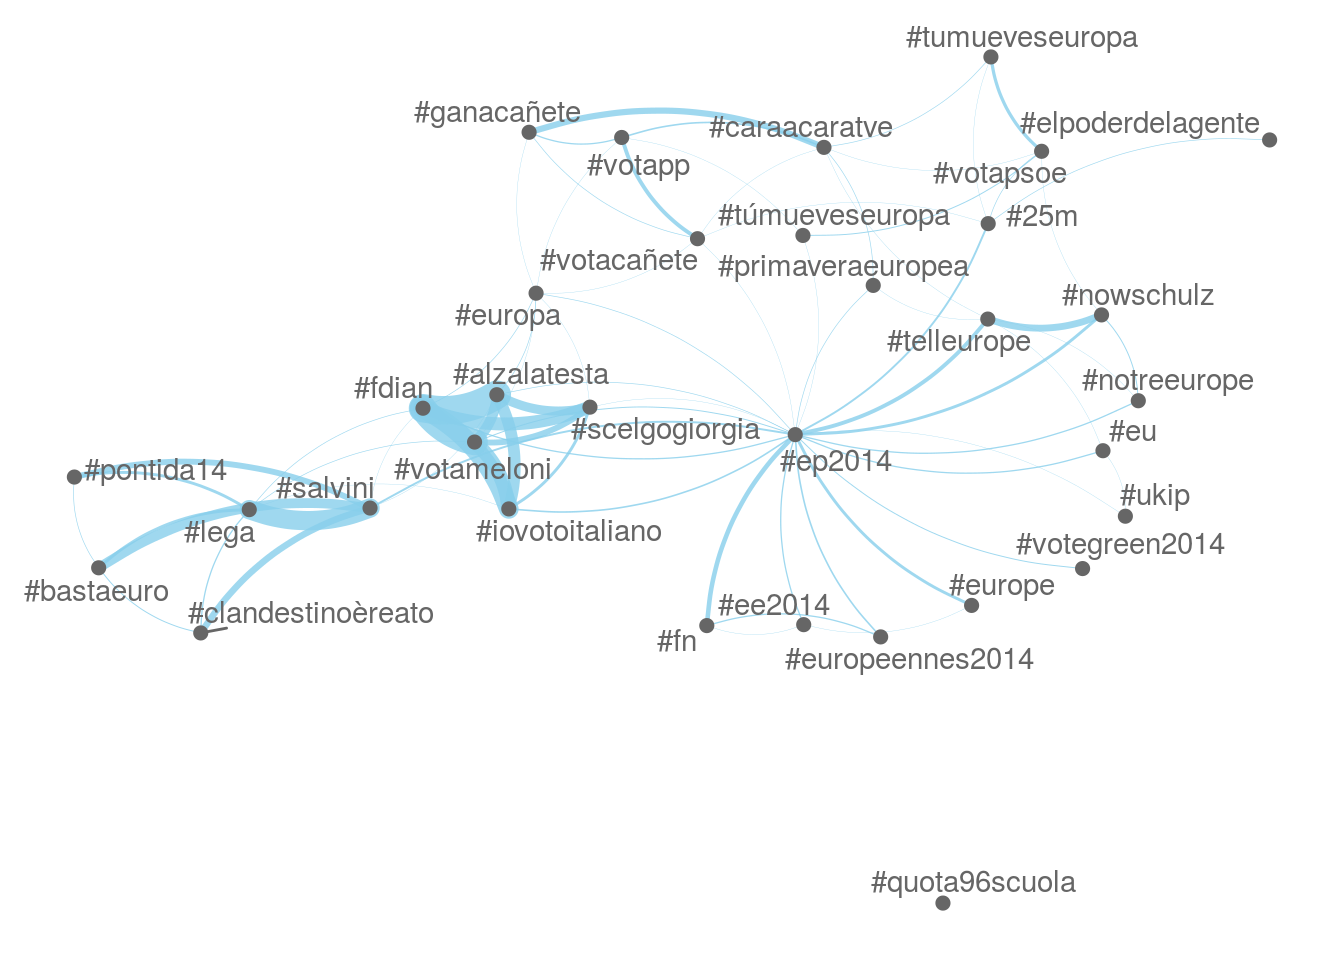 #tumueveseuropa
#ganacañete
#caraacaratve
#elpoderdelagente
#votapp
#votapsoe
#túmueveseuropa
#25m
#votacañete
#primaveraeuropea
#nowschulz
#europa
#telleurope
#alzalatesta
#fdian
#notreeurope
#scelgogiorgia
#eu
#ep2014
#pontida14
#votameloni
#salvini
#ukip
#lega
#iovotoitaliano
#votegreen2014
#bastaeuro
#europe
#clandestinoèreato
#ee2014
#fn
#europeennes2014
#quota96scuola